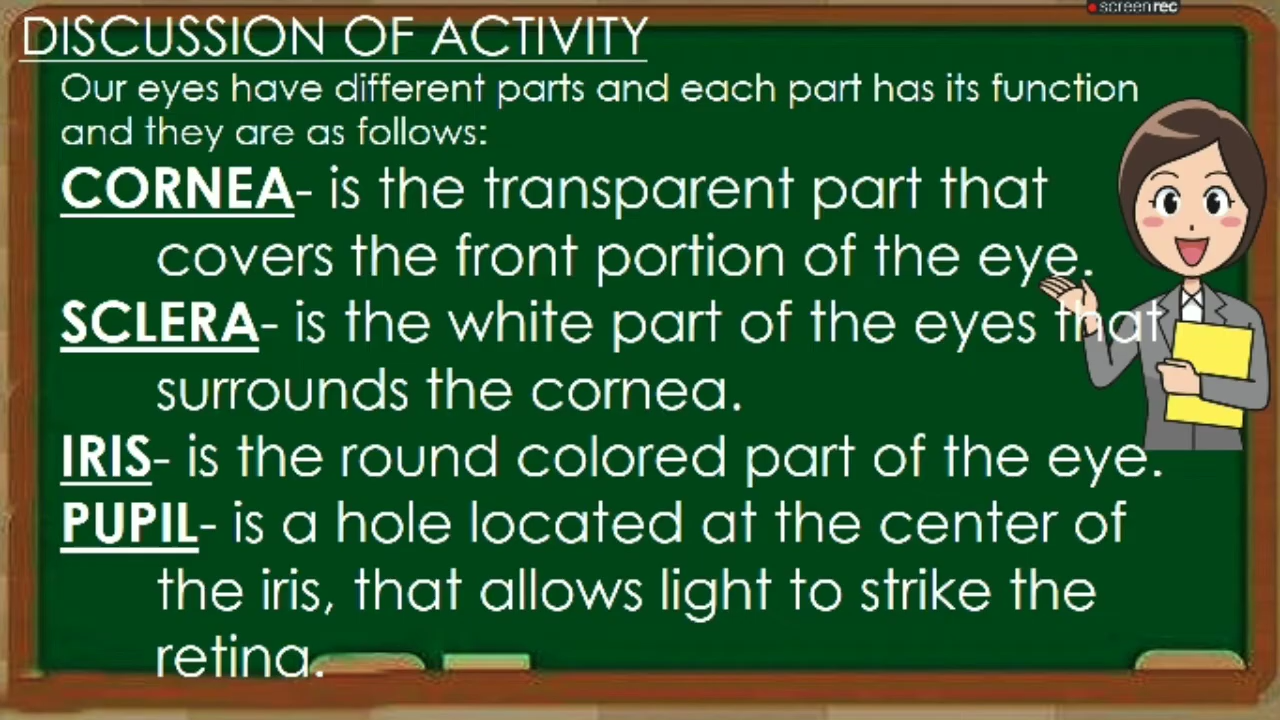 screenrec
DISCUSSION OF ACTIVITY
Our eyes have different parts and each part has its function
and they are as follows:
CORNEA- is the transparent part that
covers the front portion of the eye.
SCLERA- is the white part of the eyes that
surrounds the cornea.
IRIS- is the round colored part of the eye.
PUPIL- is a hole located at the center of
the iris, that allows light to strike the
retina.